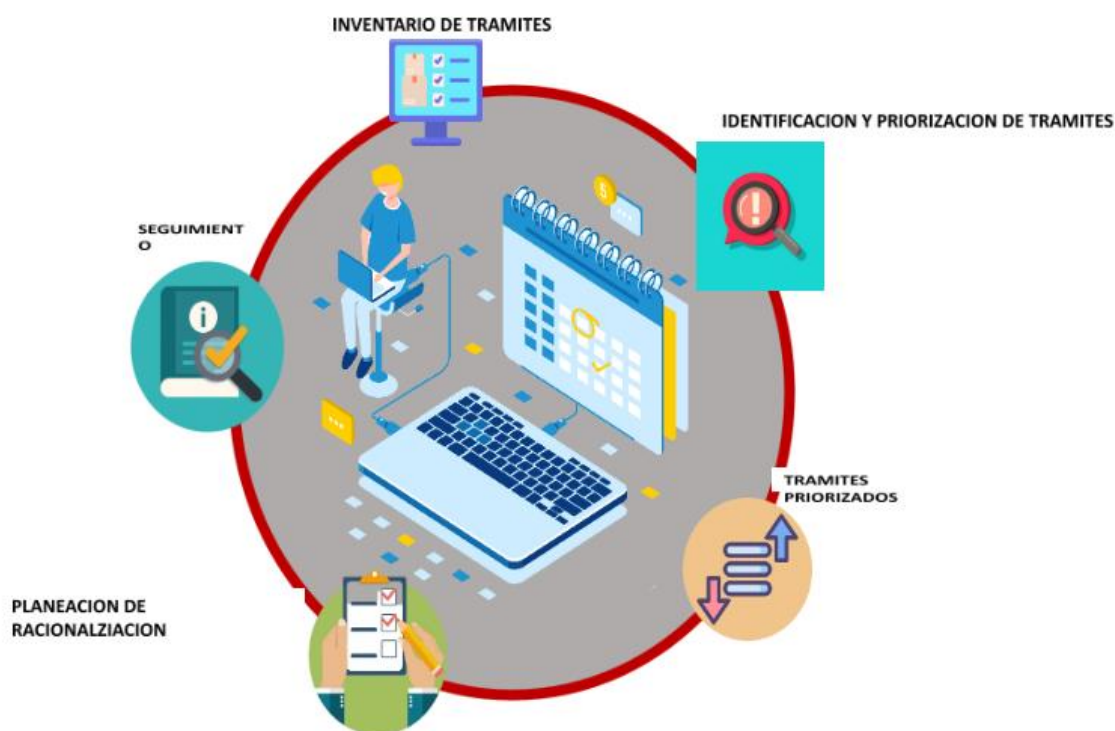 INVENTARIO DE TRAMITES
IDENTIFICACION Y PRIORIZACION DE TRAMITES
SEGUIMIENT
O
TRAMITES
PRIORIZADOS
PLANEACION DE
RACIONALZIACION